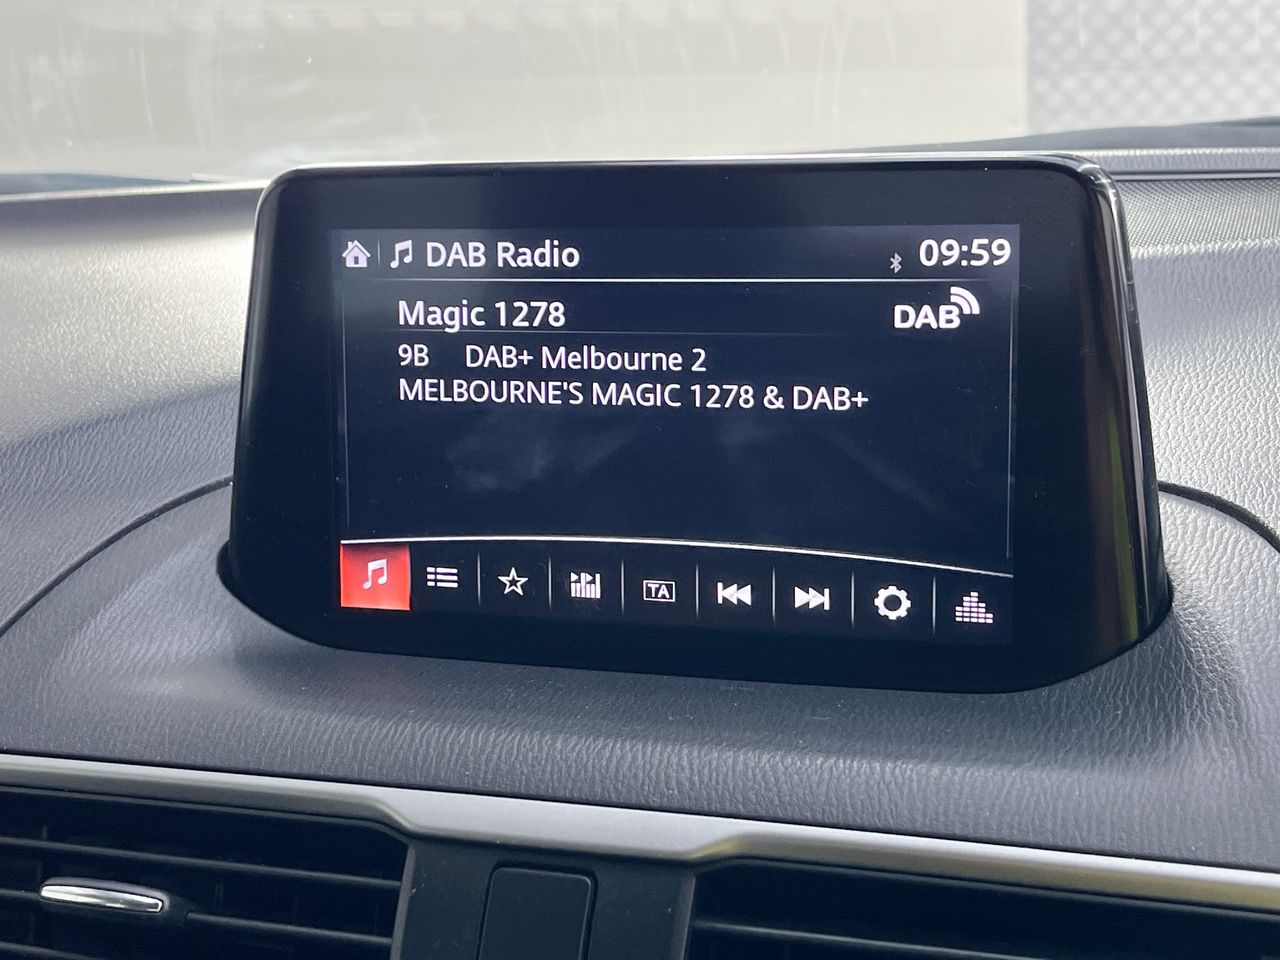 DAB Radio 09:59
Magic 1278 DAB
9B DAB+ Melbourne 2
MELBOURNE'S MAGIC 1278 & DAB+
TA